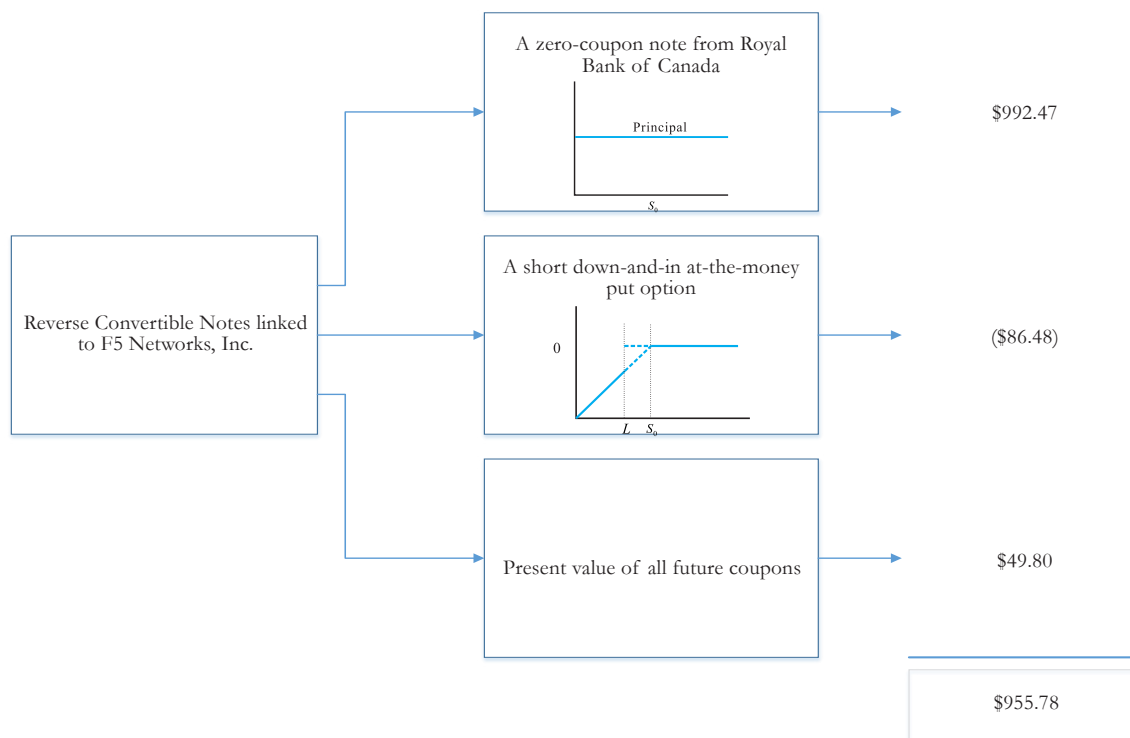 A zero-coupon note from Royal
Bank of Canada
Principal
S₀
$992.47
Reverse Convertible Notes linked
to F5 Networks, Inc.
A short down-and-in at-the-money
put option
0
L S₀
($86.48)
Present value of all future coupons
$49.80
$955.78